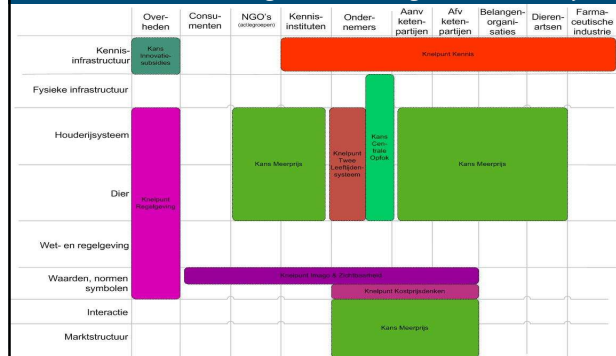 Over-
heden
Consu-
menten
NGO's
(actiegroepen)
Kennis-
instituten
Onder-
nemers
Aanv
keten-
partijen
Afv
keten-
partijen
Belangen-
organi-
saties
Dieren-
artsen
Farma-
ceutische
industrie
Kennis-
infrastructuur
Kans
Innovatie-
subsidies
Knelpunt Kennis
Fysieke infrastructuur
Houderijsysteem
Knelpunt
Twee
Leeftijden-
systeem
Kans
Cen-
trale
Opfok
Kans Meerprijs
Kans Meerprijs
Dier
Knelpunt
Regelgeving
Wet- en regelgeving
Waarden, normen
symbolen
Knelpunt Imago &
Knelpunt Kostprijsdenken
Interactie
Kans Meerprijs
Marktstructuur